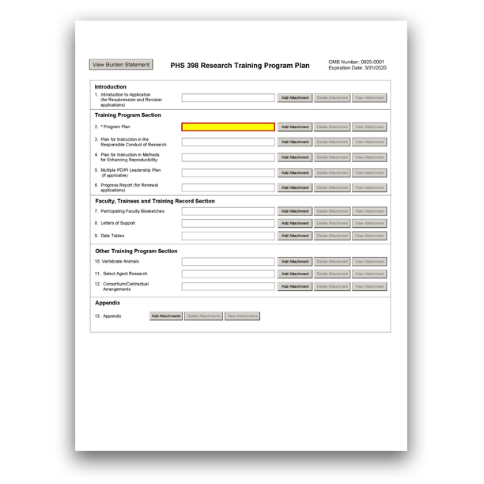 View Burden Statement
PHS 398 Research Training Program Plan
OMB Number: 0925-0001
Expiration Date: 3/31/2020
Introduction
1. Introduction to Application
(for Resubmission and Revision
applications)
Add Attachment Delete Attachment View Attachment
Training Program Section
2. * Program Plan
Add Attachment Delete Attachment View Attachment
3. Plan for Instruction in the
Responsible Conduct of Research
Add Attachment Delete Attachment View Attachment
4. Plan for Instruction in Methods
for Enhancing Reproducibility
Add Attachment Delete Attachment View Attachment
5. Multiple PD/PI Leadership Plan
(if applicable)
Add Attachment Delete Attachment View Attachment
6. Progress Report (for Renewal
applications)
Add Attachment Delete Attachment View Attachment
Faculty, Trainees and Training Record Section
7. Participating Faculty Biosketches
Add Attachment Delete Attachment View Attachment
8. Letters of Support
Add Attachment Delete Attachment View Attachment
9. Data Tables
Add Attachment Delete Attachment View Attachment
Other Training Program Section
10. Vertebrate Animals
Add Attachment Delete Attachment View Attachment
11. Select Agent Research
Add Attachment Delete Attachment View Attachment
12. Consortium/Contractual
Arrangements
Add Attachment Delete Attachment View Attachment
Appendix
13. Appendix
Add Attachments Delete Attachments View Attachments